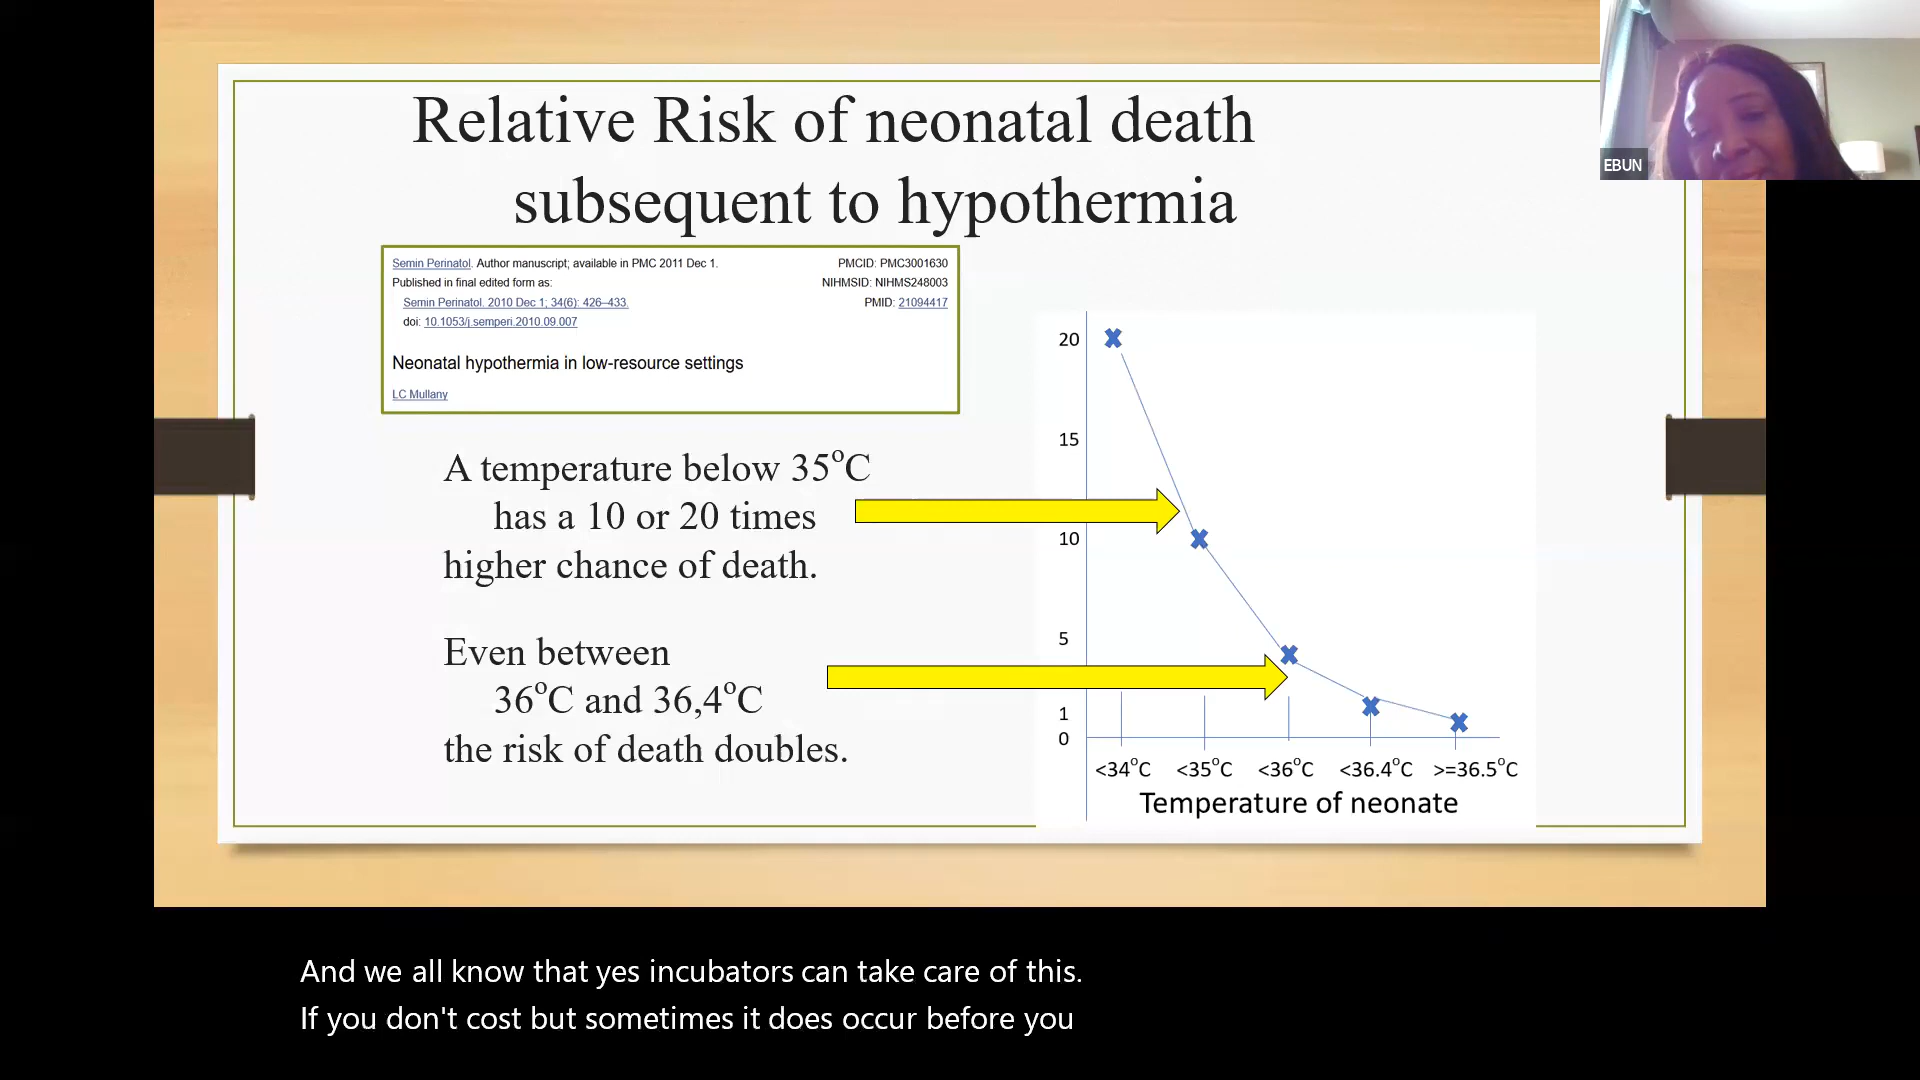 Relative Risk of neonatal death
subsequent to hypothermia
EBUN
Semin Perinatol. Author manuscript; available in PMC 2011 Dec 1.
PMCID: PMC3001630
Published in final edited form as:
NIHMSID: NIHMS248003
Semin Perinatol. 2010 Dec 1; 34(6): 426–433.
PMID: 21094417
doi: 10.1053/j.semperi.2010.09.007
Neonatal hypothermia in low-resource settings
LC Mullany
A temperature below 35°C
has a 10 or 20 times
higher chance of death.
Even between
36°C and 36,4°C
the risk of death doubles.
20
15
10
5
1
0
<34°C <35°C <36°C <36.4°C >=36.5°C
Temperature of neonate
And we all know that yes incubators can take care of this.
If you don't cost but sometimes it does occur before you